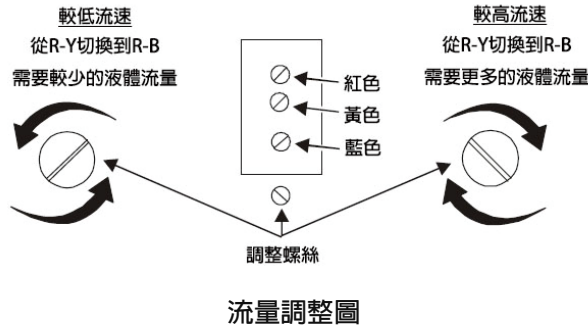 較低流速
從R-Y切換到R-B
需要較少的液體流量
紅色
黃色
藍色
調整螺絲
較高流速
從R-Y切換到R-B
需要更多的液體流量
流量調整圖